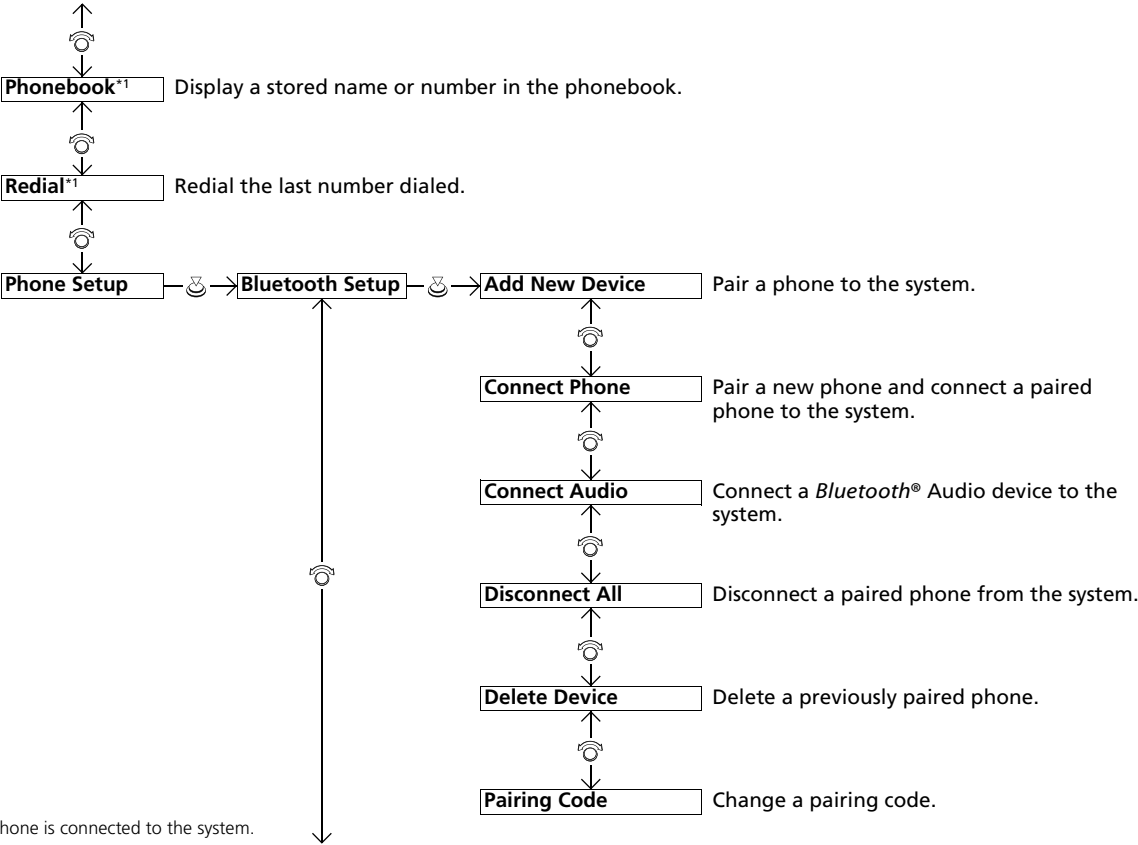 Phonebook*1 Display a stored name or number in the phonebook.
Redial*1 Redial the last number dialed.
Phone Setup Bluetooth Setup Add New Device Pair a phone to the system.
Connect Phone Pair a new phone and connect a paired
phone to the system.
Connect Audio Connect a Bluetooth® Audio device to the
system.
Disconnect All Disconnect a paired phone from the system.
Delete Device Delete a previously paired phone.
Pairing Code Change a pairing code.
hone is connected to the system.